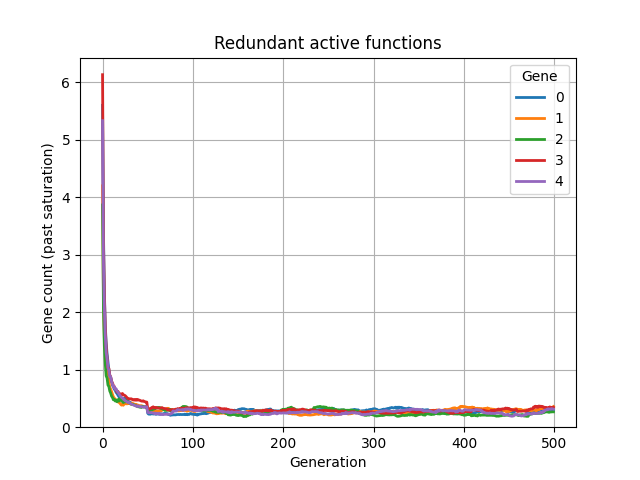 Redundant active functions
Gene count (past saturation)
6
5
4
3
2
1
0
0 100 200 300 400 500
Generation
Gene
0
1
2
3
4